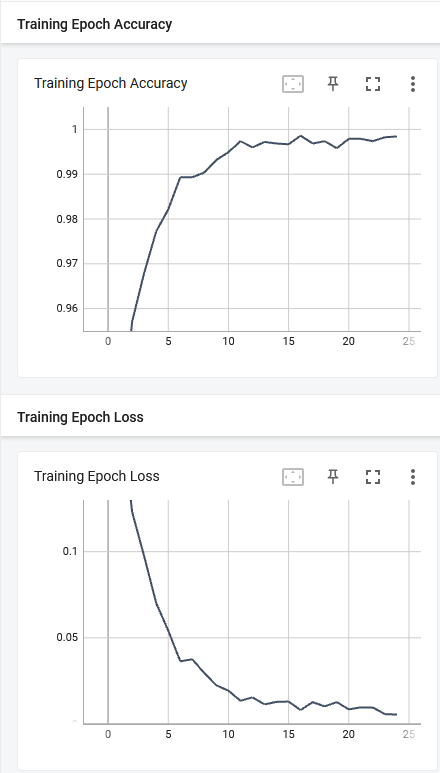 Training Epoch Accuracy
Training Epoch Accuracy
1
0.99
0.98
0.97
0.96
0 5 10 15 20 25
Training Epoch Loss
Training Epoch Loss
0.1
0.05
0 5 10 15 20 25